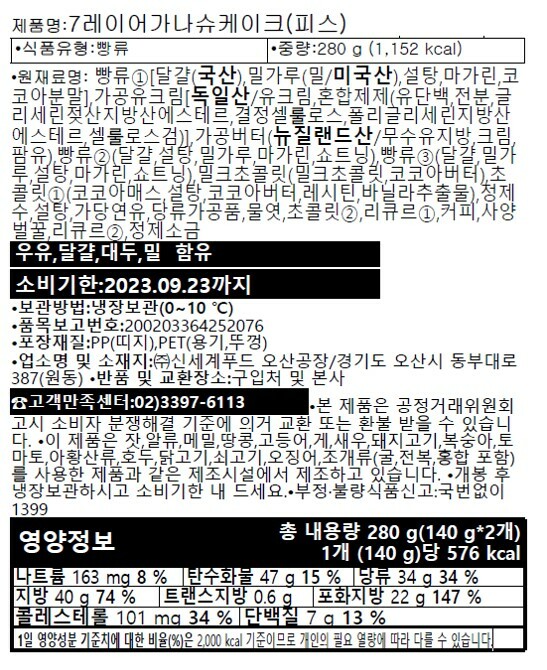 제품명:7레이어가나슈케이크(피스)
•식품유형:빵류 •중량:280 g (1,152 kcal)
•원재료명: 빵류①[달걀(국산),밀가루(밀/미국산),설탕,마가린,코
코아분말],가공유크림[독일산/유크림,혼합제제(유단백,전분,글
리세린젖산지방산에스테르,결정셀룰로스,폴리글리세린지방산
에스테르,셀룰로스검)],가공버터(뉴질랜드산/무수유지방,크림,
팜유),빵류②(달걀,설탕,밀가루,마가린,쇼트닝),빵류③(달걀,밀가
루,설탕,마가린,쇼트닝),밀크초콜릿(밀크초콜릿,코코아버터),초
콜릿①(코코아매스,설탕,코코아버터,레시틴,바닐라추출물),정제
수,설탕,가당연유,당류가공품,물엿,초콜릿②,리큐르①,커피,사양
벌꿀,리큐르②,정제소금
우유,달걀,대두,밀 함유
소비기한:2023.09.23까지
•보관방법:냉장보관(0~10 ℃)
•품목보고번호:200203364252076
•포장재질:PP(띠지),PET(용기,뚜껑)
•업소명 및 소재지:㈜신세계푸드 오산공장/경기도 오산시 동부대로
387(원동) •반품 및 교환장소:구입처 및 본사
☎고객만족센터:02)3397-6113 •본 제품은 공정거래위원회
고시 소비자 분쟁해결 기준에 의거 교환 또는 환불 받을 수 있습니
다. •이 제품은 잣,알류,메밀,땅콩,고등어,게,새우,돼지고기,복숭아,토
마토,아황산류,호두,닭고기,쇠고기,오징어,조개류(굴,전복,홍합 포함)
를 사용한 제품과 같은 제조시설에서 제조하고 있습니다. •개봉 후
냉장보관하시고 소비기한 내 드세요.•부정·불량식품신고:국번없이
1399
영양정보 총 내용량 280 g(140 g*2개)
1개 (140 g)당 576 kcal
나트륨 163 mg 8 % 탄수화물 47 g 15 % 당류 34 g 34 %
지방 40 g 74 % 트랜스지방 0.6 g 포화지방 22 g 147 %
콜레스테롤 101 mg 34 % 단백질 7 g 13 %
1일 영양성분 기준치에 대한 비율(%)은 2,000 kcal 기준이므로 개인의 필요 열량에 따라 다를 수 있습니다.